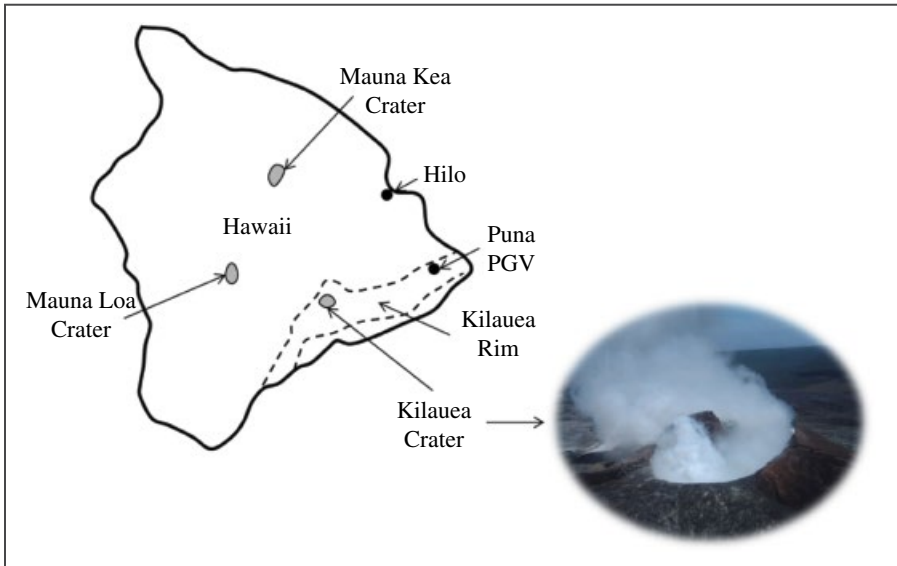 Mauna Kea
Crater
Hilo
Hawaii
Puna
PGV
Mauna Loa
Crater
Kilauea
Rim
Kilauea
Crater